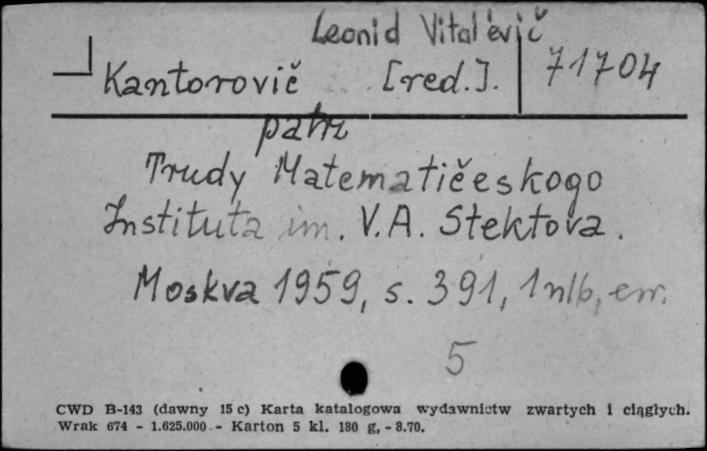 Leonid Vital'evič
Kantorovič [red.]. 71704
patrz
Trudy Matematičeskogo
Instituta im. V.A. Stektova.
Moskva 1959, s. 391, 1 nlb, err.
5
CWD B-143 (dawny 15 c) Karta katalogowa wydawnictw zwartych i ciągłych.
Wrak 674 - 1.625.000 - Karton 5 kl. 180 g, - 8.70.